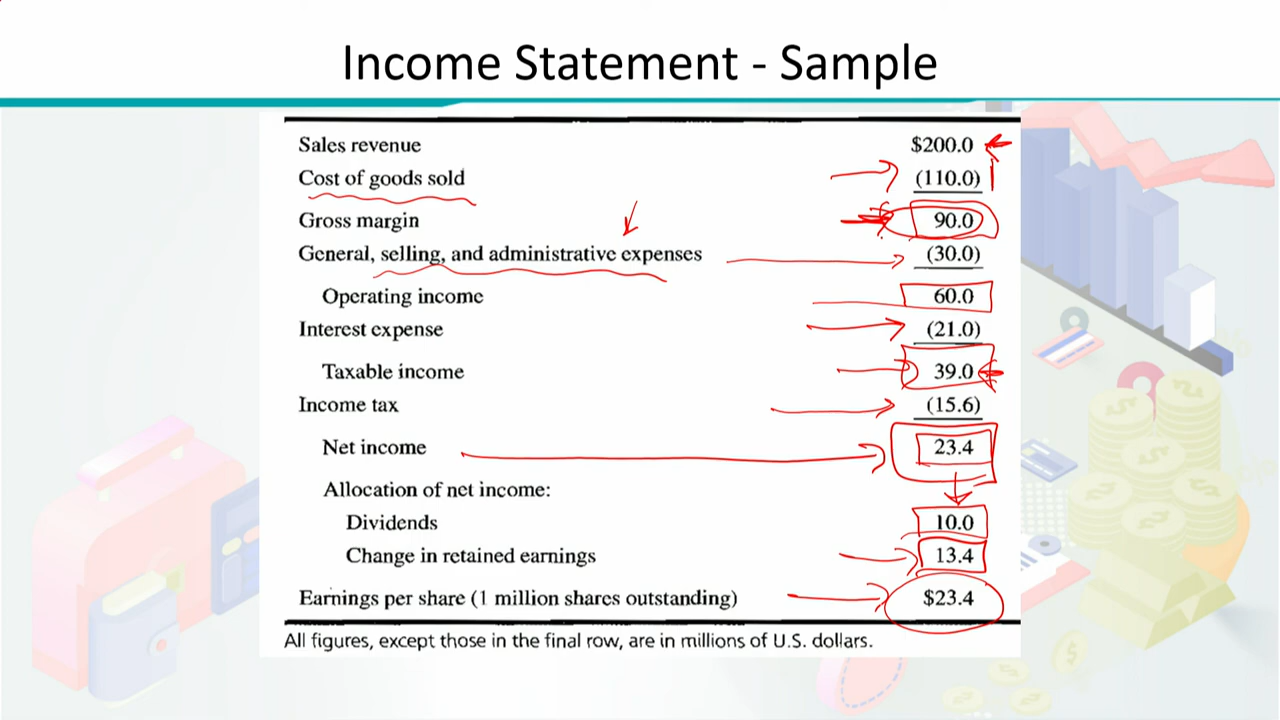 Income Statement - Sample
Sales revenue $200.0
Cost of goods sold (110.0)
Gross margin 90.0
General, selling, and administrative expenses (30.0)
Operating income 60.0
Interest expense (21.0)
Taxable income 39.0
Income tax (15.6)
Net income 23.4
Allocation of net income:
Dividends 10.0
Change in retained earnings 13.4
Earnings per share (1 million shares outstanding) $23.4
All figures, except those in the final row, are in millions of U.S. dollars.